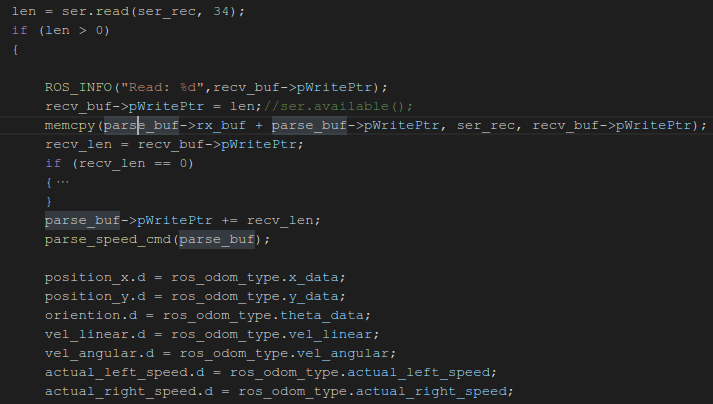 len = ser.read(ser_rec, 34);
if (len > 0)
{
ROS_INFO("Read: %d",recv_buf->pWritePtr);
recv_buf->pWritePtr = len;//ser.available();
memcpy(parse_buf->rx_buf + parse_buf->pWritePtr, ser_rec, recv_buf->pWritePtr);
recv_len = recv_buf->pWritePtr;
if (recv_len == 0)
{ ⋯
}
parse_buf->pWritePtr += recv_len;
parse_speed_cmd(parse_buf);
position_x.d = ros_odom_type.x_data;
position_y.d = ros_odom_type.y_data;
oriention.d = ros_odom_type.theta_data;
vel_linear.d = ros_odom_type.vel_linear;
vel_angular.d = ros_odom_type.vel_angular;
actual_left_speed.d = ros_odom_type.actual_left_speed;
actual_right_speed.d = ros_odom_type.actual_right_speed;